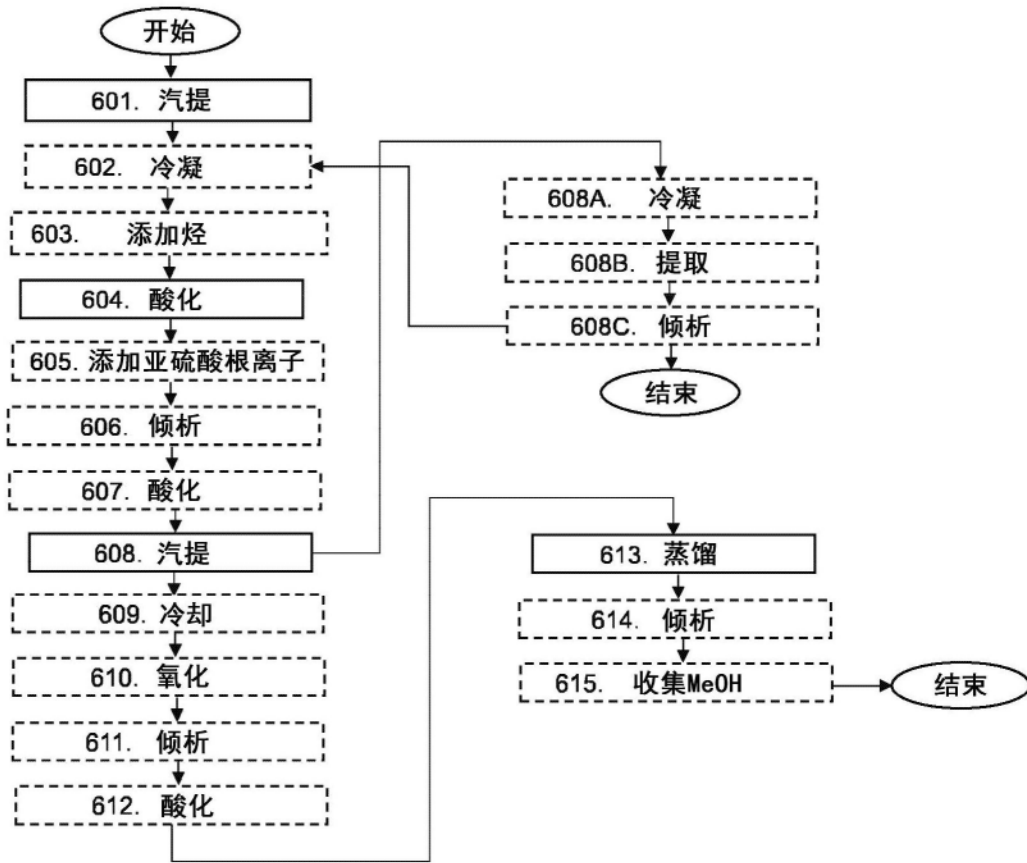 开始
601. 汽提
602. 冷凝
603. 添加烃
604. 酸化
605. 添加亚硫酸根离子
606. 倾析
607. 酸化
608. 汽提
609. 冷却
610. 氧化
611. 倾析
612. 酸化
608A. 冷凝
608B. 提取
608C. 倾析
结束
613. 蒸馏
614. 倾析
615. 收集MeOH
结束